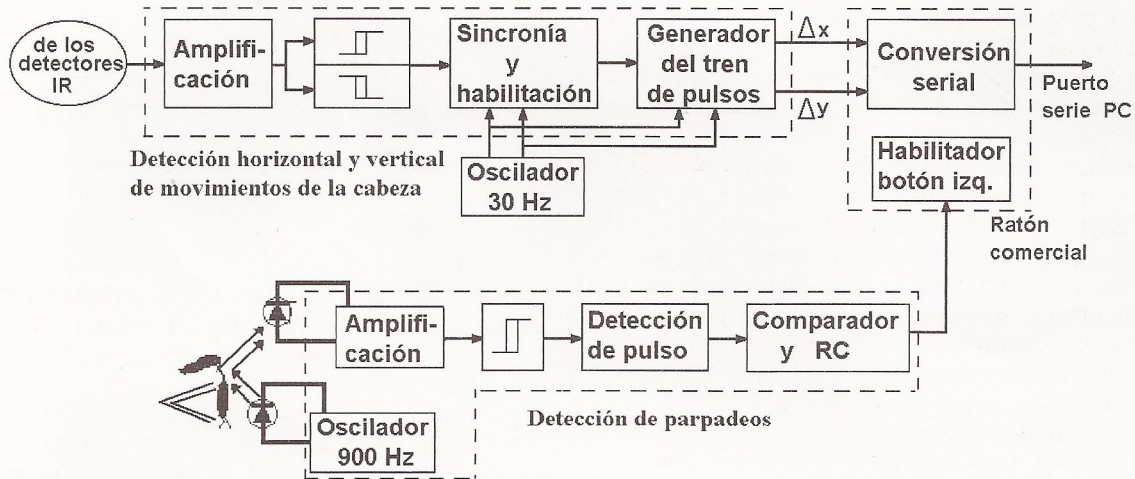 de los
detectores
IR
Amplifi-
cación
Sincronía
y
habilitación
Generador
del tren
de pulsos
Δx
Δy
Conversión
serial
Puerto
serie PC
Detección horizontal y vertical
de movimientos de la cabeza
Oscilador
30 Hz
Habilitador
botón izq.
Ratón
comercial
Amplifi-
cación
Detección
de pulso
Comparador
y RC
Oscilador
900 Hz
Detección de parpadeos